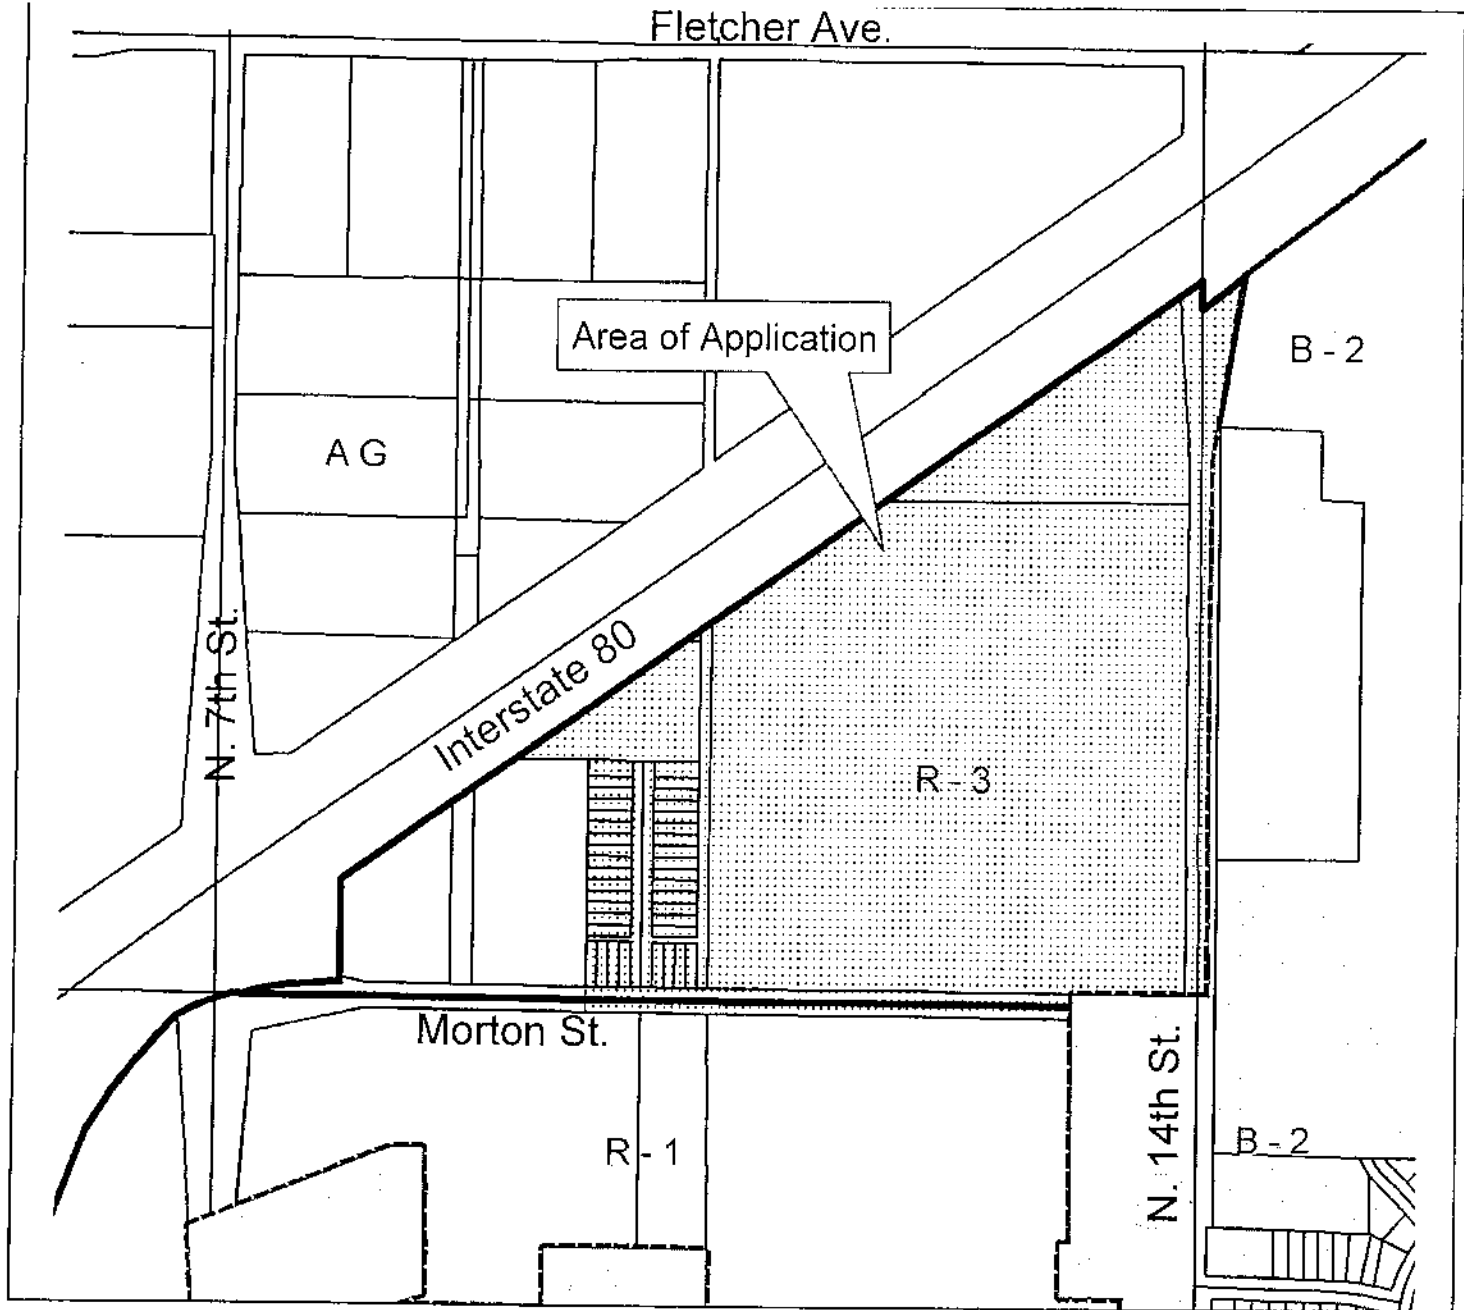 Fletcher Ave.
Area of Application
B - 2
A G
N. 7th St.
Interstate 80
R - 3
Morton St.
N. 14th St.
R - 1
B - 2